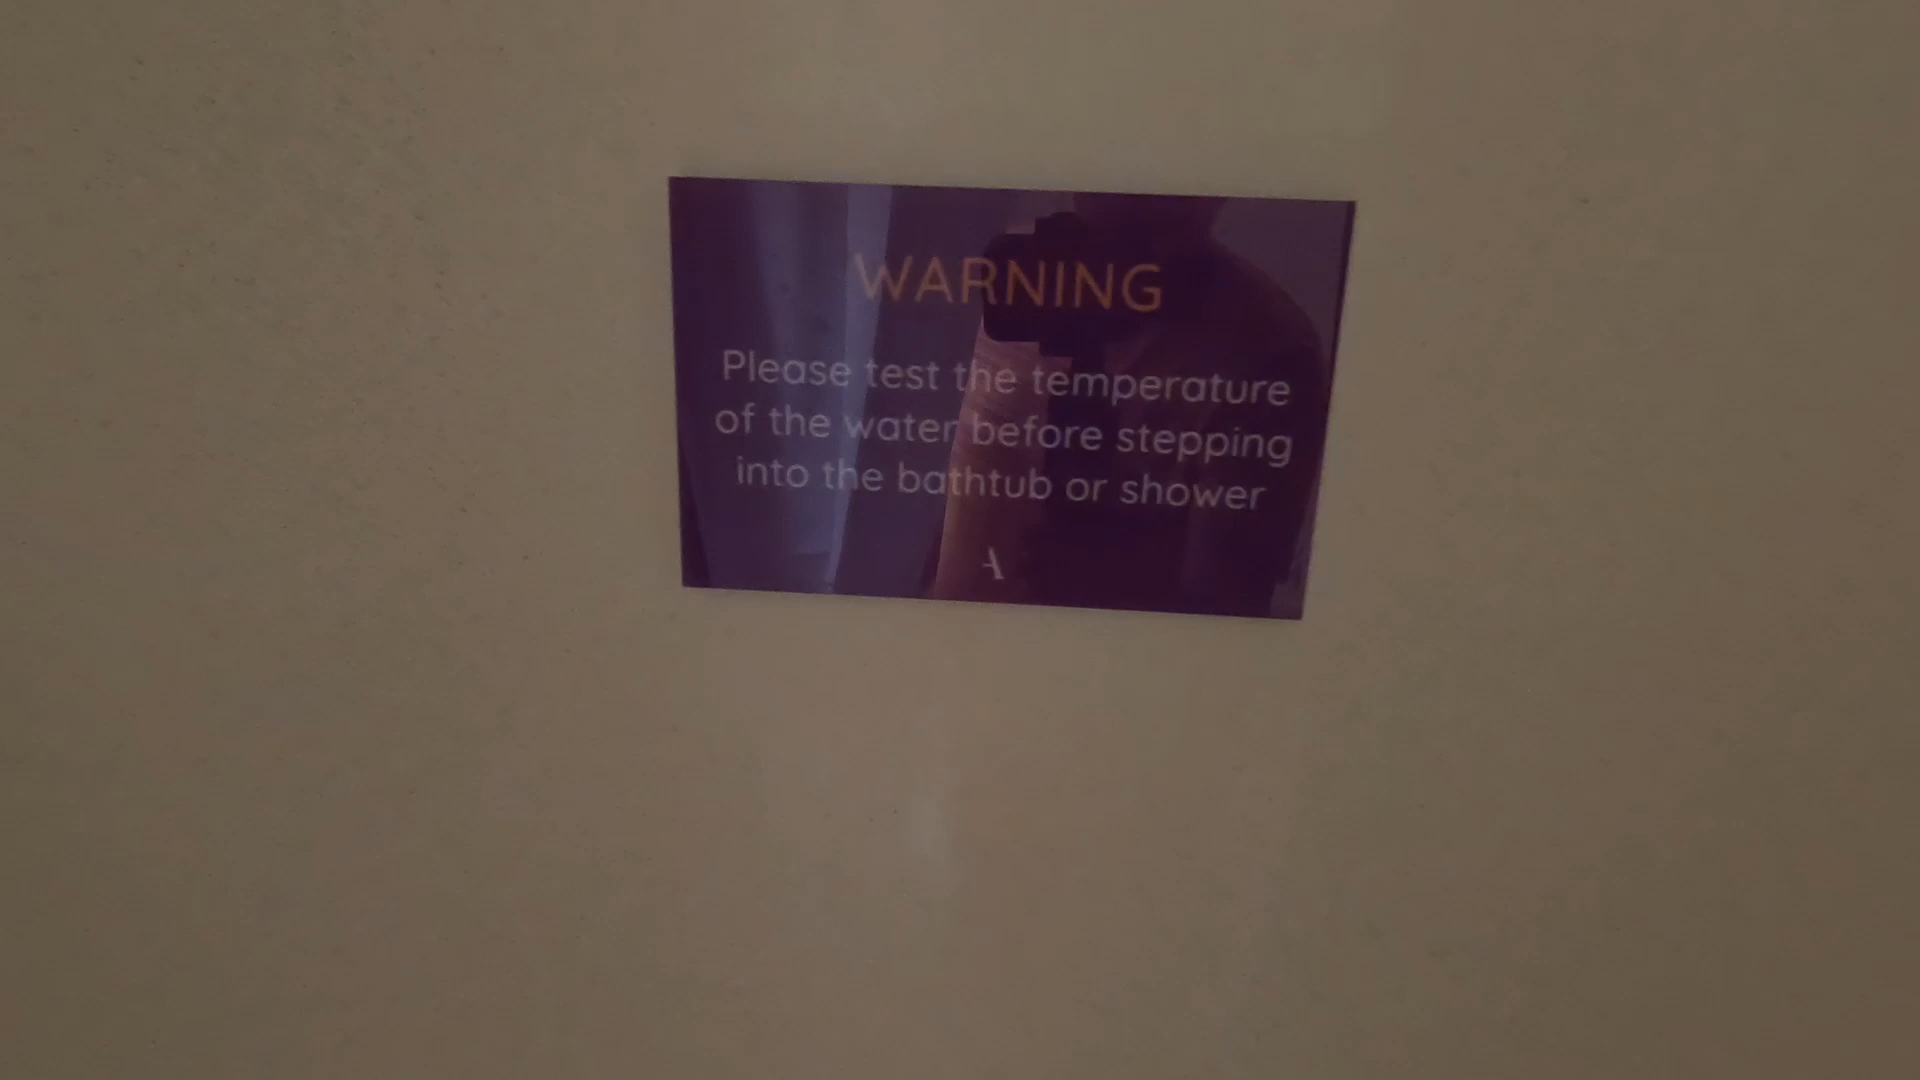 WARNING
Please test the temperature
of the water before stepping
into the bathtub or shower
A